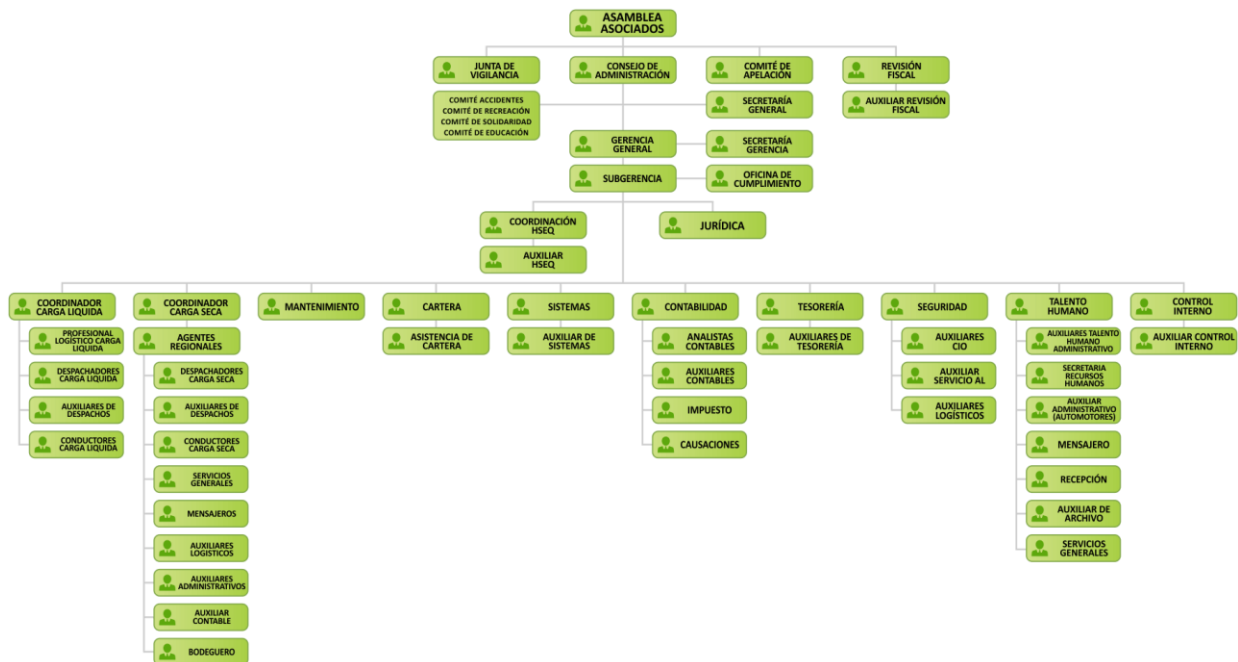 ASAMBLEA
ASOCIADOS
JUNTA DE
VIGILANCIA
CONSEJO DE
ADMINISTRACIÓN
COMITÉ DE
APELACIÓN
REVISIÓN
FISCAL
COMITÉ ACCIDENTES
COMITÉ DE RECREACIÓN
COMITÉ DE SOLIDARIDAD
COMITÉ DE EDUCACIÓN
SECRETARÍA
GENERAL
AUXILIAR REVISIÓN
FISCAL
GERENCIA
GENERAL
SECRETARÍA
GERENCIA
SUBGERENCIA
OFICINA DE
CUMPLIMIENTO
COORDINACIÓN
HSEQ
JURÍDICA
AUXILIAR
HSEQ
COORDINADOR
CARGA LIQUIDA
PROFESIONAL
LOGÍSTICO CARGA
LIQUIDA
DESPACHADORES
CARGA LIQUIDA
AUXILIARES DE
DESPACHOS
CONDUCTORES
CARGA LIQUIDA
COORDINADOR
CARGA SECA
AGENTES
REGIONALES
DESPACHADORES
CARGA SECA
AUXILIARES DE
DESPACHOS
CONDUCTORES
CARGA SECA
SERVICIOS
GENERALES
MENSAJEROS
AUXILIARES
LOGISTICOS
AUXILIARES
ADMINISTRATIVOS
AUXILIAR
CONTABLE
BODEGUERO
MANTENIMIENTO
CARTERA
ASISTENCIA DE
CARTERA
SISTEMAS
AUXILIAR DE
SISTEMAS
CONTABILIDAD
ANALISTAS
CONTABLES
AUXILIARES
CONTABLES
IMPUESTO
CAUSACIONES
TESORERÍA
AUXILIARES DE
TESORERÍA
SEGURIDAD
AUXILIARES
CIO
AUXILIAR
SERVICIO AL
AUXILIARES
LOGÍSTICOS
TALENTO
HUMANO
AUXILIARES TALENTO
HUMANO
ADMINISTRATIVO
SECRETARIA
RECURSOS
HUMANOS
AUXILIAR
ADMINISTRATIVO
(AUTOMOTORES)
MENSAJERO
RECEPCIÓN
AUXILIAR DE
ARCHIVO
SERVICIOS
GENERALES
CONTROL
INTERNO
AUXILIAR CONTROL
INTERNO